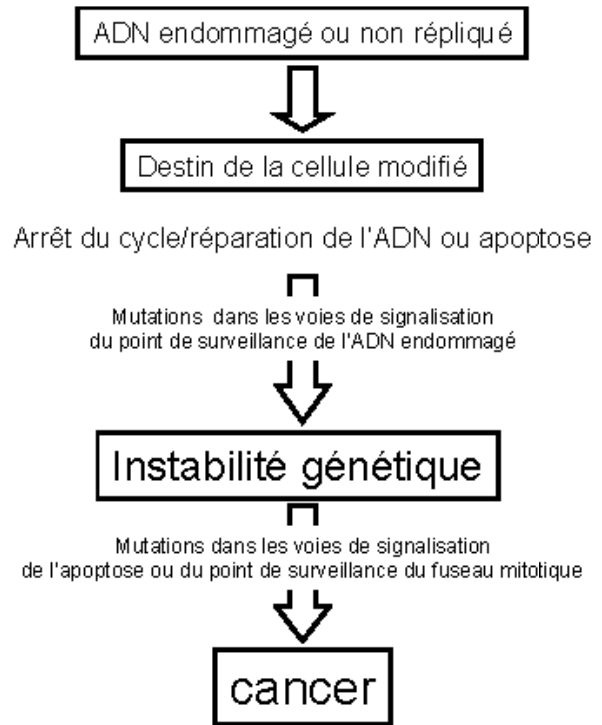 ADN endommagé ou non répliqué
Destin de la cellule modifié
Arrêt du cycle/réparation de l'ADN ou apoptose
Mutations dans les voies de signalisation
du point de surveillance de l'ADN endommagé
Instabilité génétique
Mutations dans les voies de signalisation
de l'apoptose ou du point de surveillance du fuseau mitotique
cancer